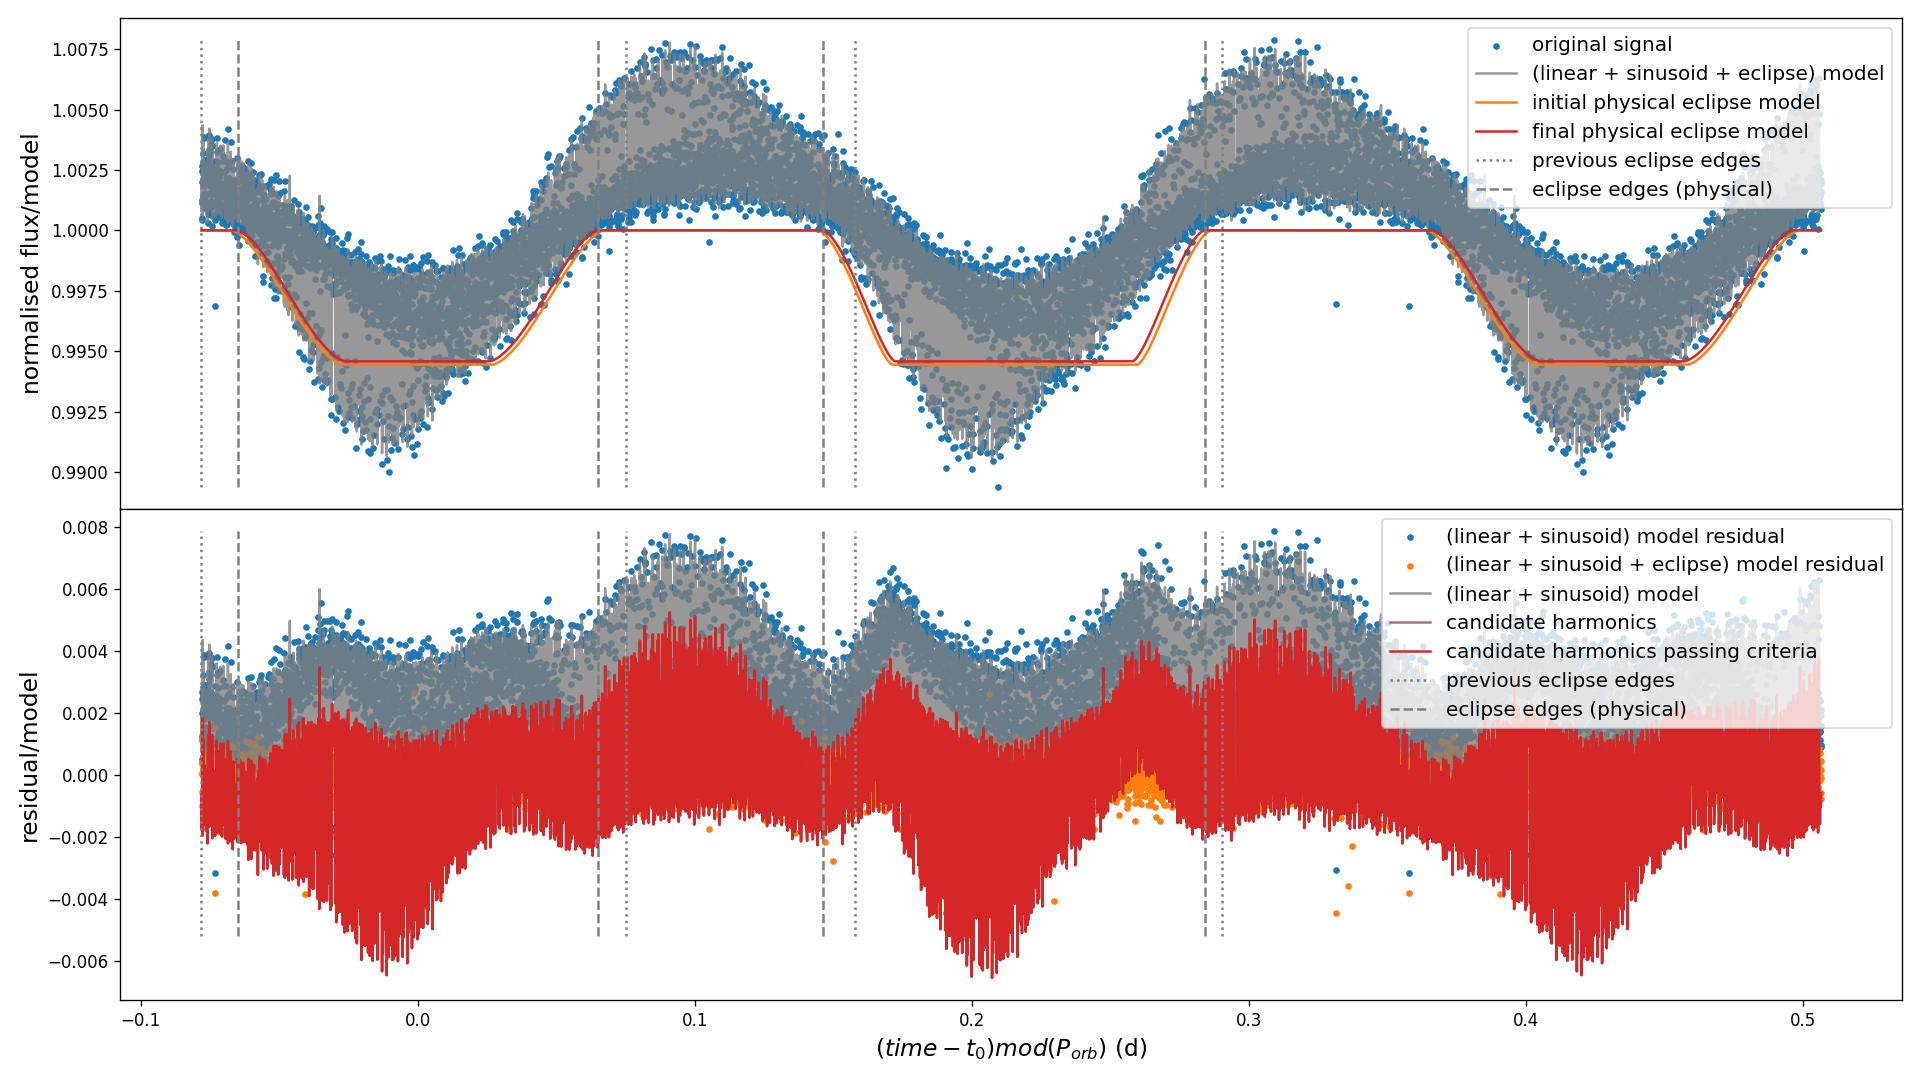 normalised flux/model
1.0075
1.0050
1.0025
1.0000
0.9975
0.9950
0.9925
0.9900
original signal
(linear + sinusoid + eclipse) model
initial physical eclipse model
final physical eclipse model
previous eclipse edges
eclipse edges (physical)
residual/model
0.008
0.006
0.004
0.002
0.000
−0.002
−0.004
−0.006
(linear + sinusoid) model residual
(linear + sinusoid + eclipse) model residual
(linear + sinusoid) model
candidate harmonics
candidate harmonics passing criteria
previous eclipse edges
eclipse edges (physical)
−0.1 0.0 0.1 0.2 0.3 0.4 0.5
(time − t₀)mod(P_orb) (d)